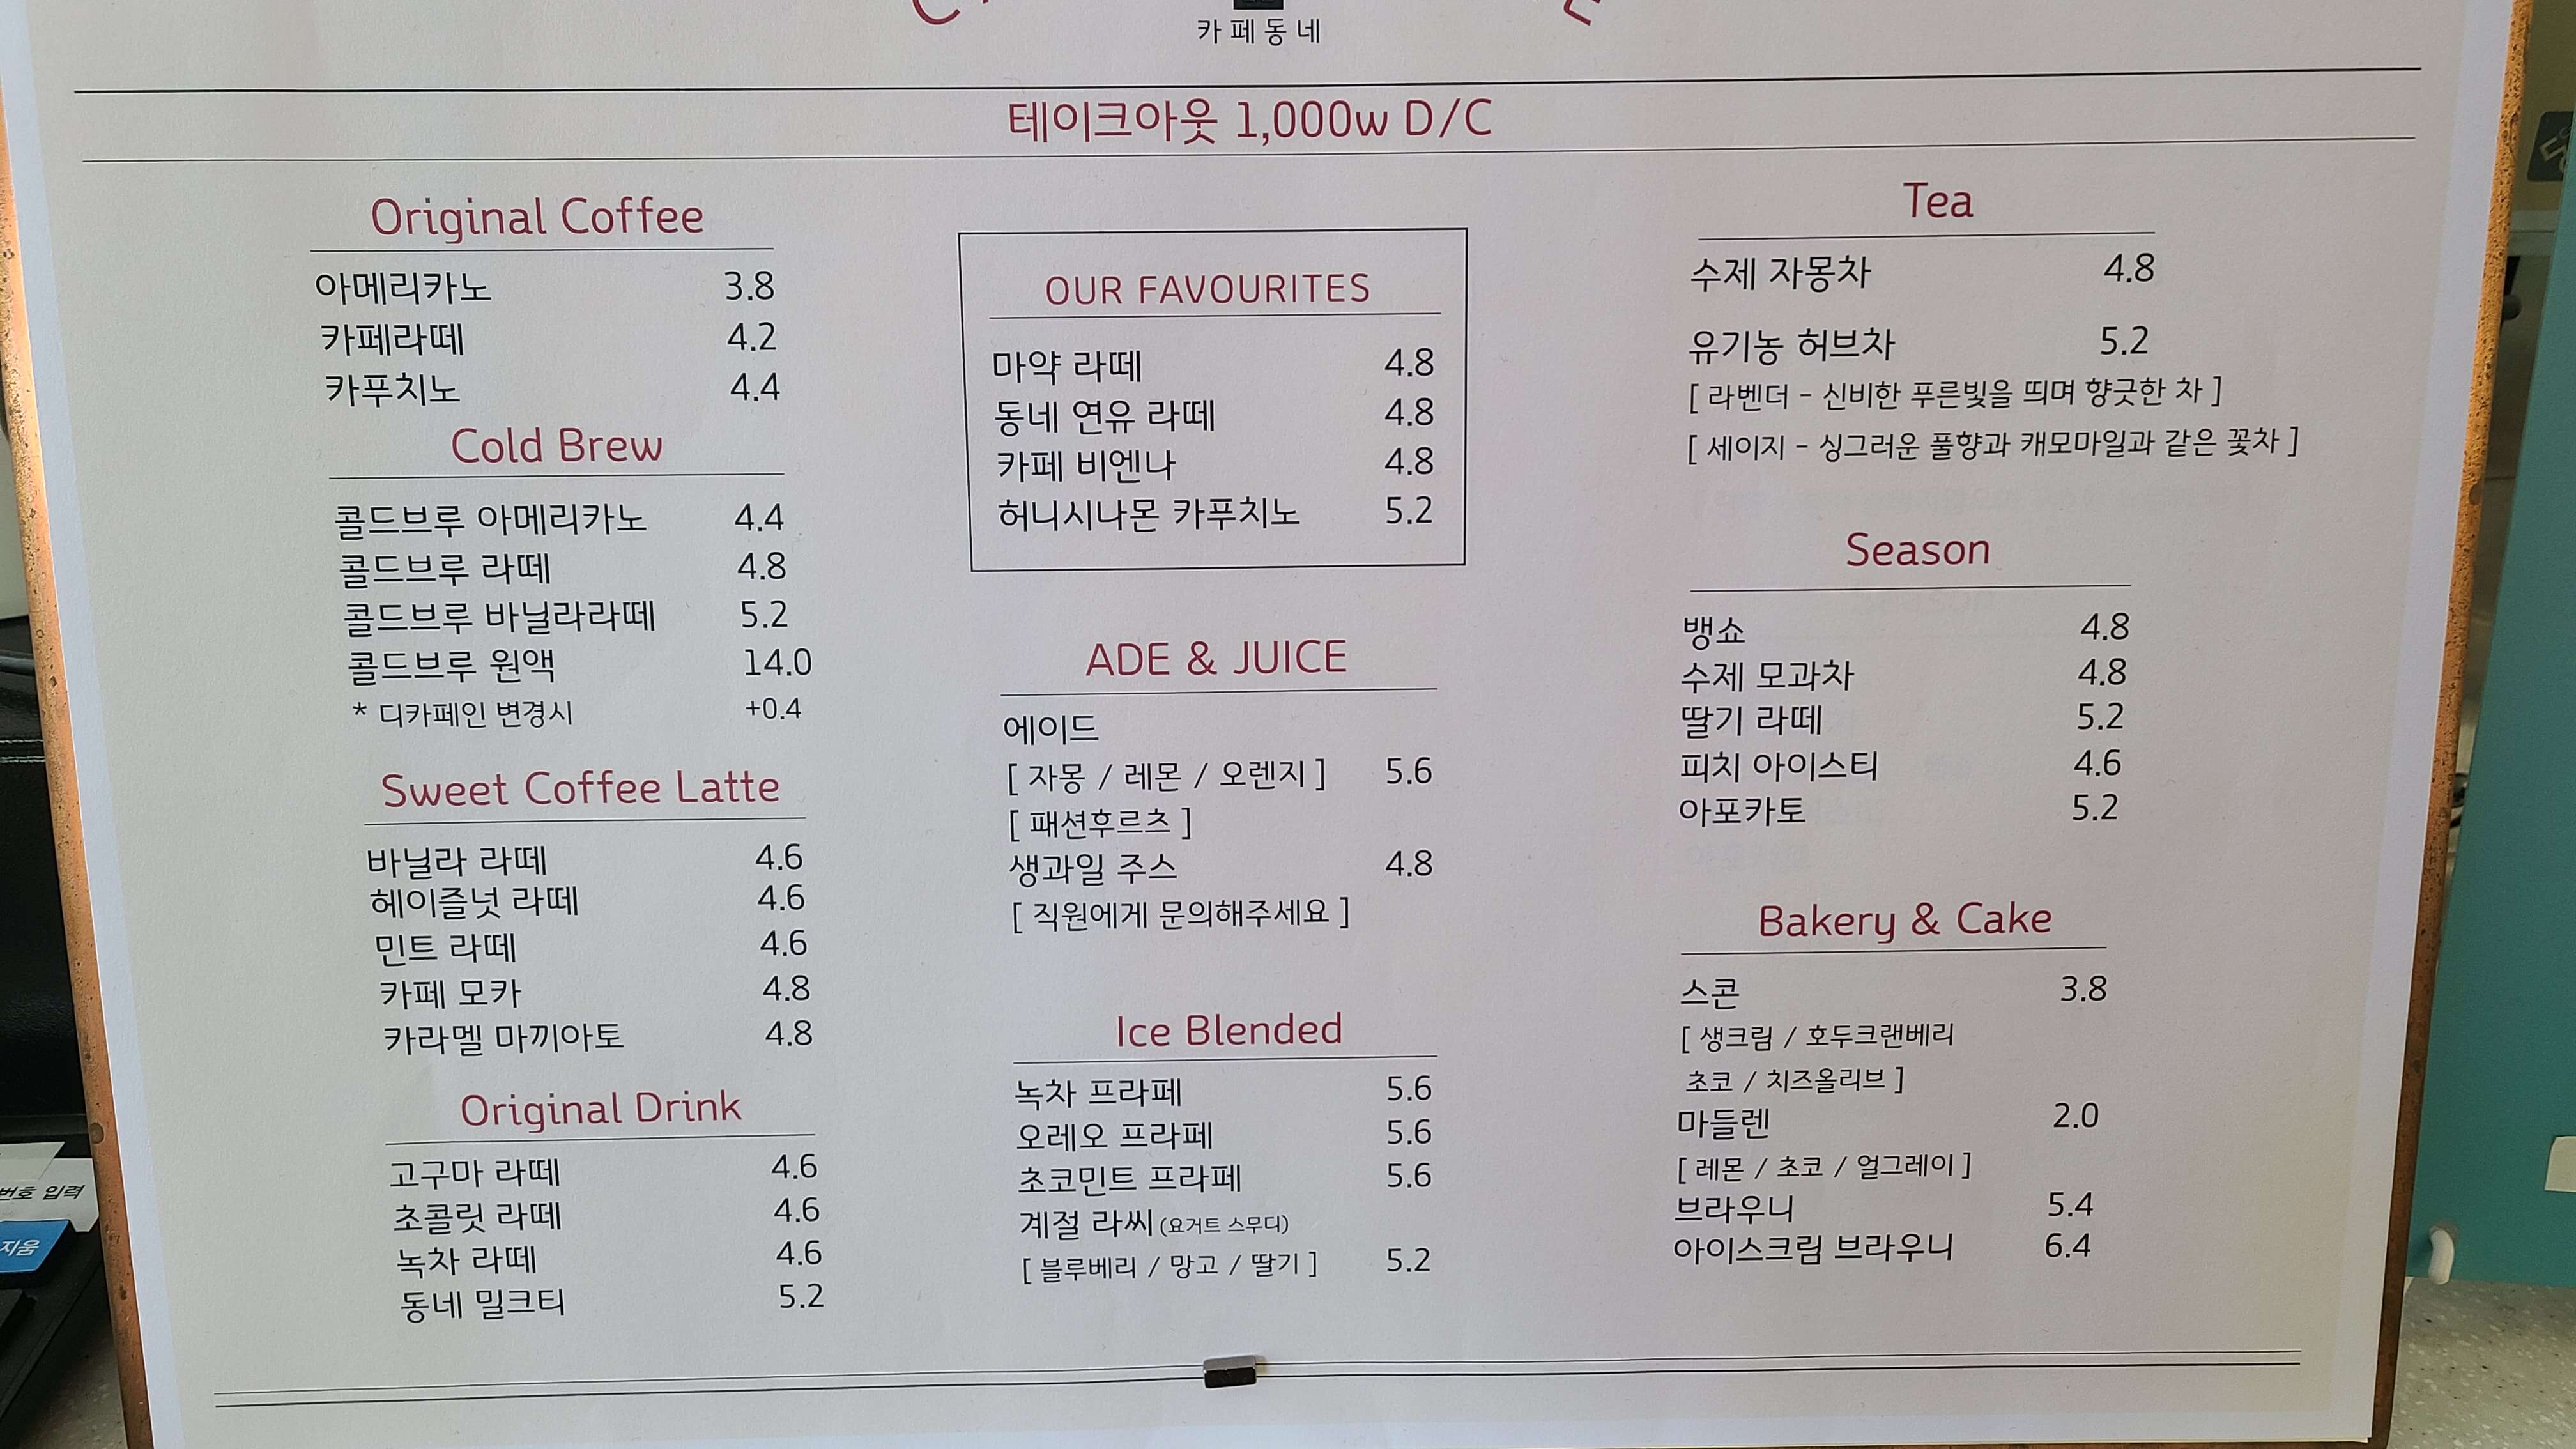 카페동네
테이크아웃 1,000w D/C
Original Coffee
아메리카노 3.8
카페라떼 4.2
카푸치노 4.4
Cold Brew
콜드브루 아메리카노 4.4
콜드브루 라떼 4.8
콜드브루 바닐라라떼 5.2
콜드브루 원액 14.0
* 디카페인 변경시 +0.4
Sweet Coffee Latte
바닐라 라떼 4.6
헤이즐넛 라떼 4.6
민트 라떼 4.6
카페 모카 4.8
카라멜 마끼아토 4.8
Original Drink
고구마 라떼 4.6
초콜릿 라떼 4.6
녹차 라떼 4.6
동네 밀크티 5.2
OUR FAVOURITES
마약 라떼 4.8
동네 연유 라떼 4.8
카페 비엔나 4.8
허니시나몬 카푸치노 5.2
ADE & JUICE
에이드
[ 자몽 / 레몬 / 오렌지 ] 5.6
[ 패션후르츠 ]
생과일 주스 4.8
[ 직원에게 문의해주세요 ]
Ice Blended
녹차 프라페 5.6
오레오 프라페 5.6
초코민트 프라페 5.6
계절 라씨 (요거트 스무디)
[ 블루베리 / 망고 / 딸기 ] 5.2
Tea
수제 자몽차 4.8
유기농 허브차 5.2
[ 라벤더 - 신비한 푸른빛을 띄며 향긋한 차 ]
[ 세이지 - 싱그러운 풀향과 캐모마일과 같은 꽃차 ]
Season
뱅쇼 4.8
수제 모과차 4.8
딸기 라떼 5.2
피치 아이스티 4.6
아포카토 5.2
Bakery & Cake
스콘 3.8
[ 생크림 / 호두크랜베리
초코 / 치즈올리브 ]
마들렌 2.0
[ 레몬 / 초코 / 얼그레이 ]
브라우니 5.4
아이스크림 브라우니 6.4
번호 입력
지움